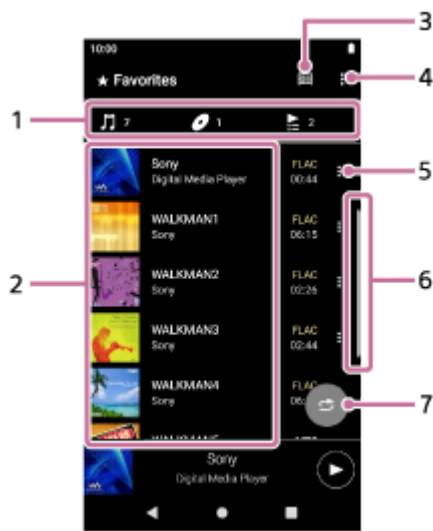 3
10:00
★ Favorites
4
1
7
1
2
Sony
Digital Media Player
FLAC
00:44
5
WALKMAN1
Sony
FLAC
06:15
6
2
WALKMAN2
Sony
FLAC
02:26
WALKMAN3
Sony
FLAC
02:44
WALKMAN4
Sony
FLAC
06:
7
Sony
Digital Media Player